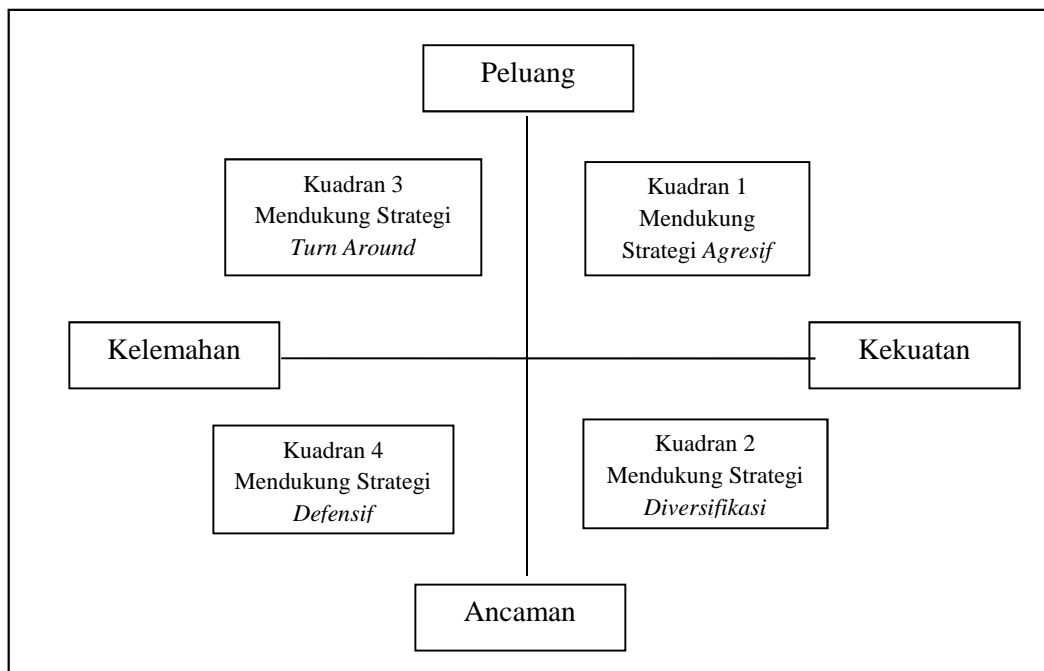 Peluang
Kuadran 3
Mendukung Strategi
Turn Around
Kuadran 1
Mendukung
Strategi Agresif
Kelemahan
Kekuatan
Kuadran 4
Mendukung Strategi
Defensif
Kuadran 2
Mendukung Strategi
Diversifikasi
Ancaman